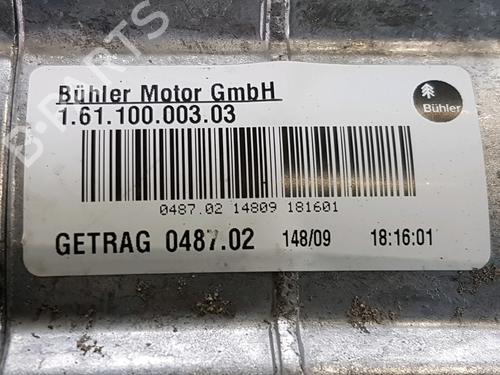 B-PARTS
Bühler Motor GmbH
1.61.100.003.03
Bühler
0487.02 14809 181601
GETRAG 0487.02 148/09 18:16:01